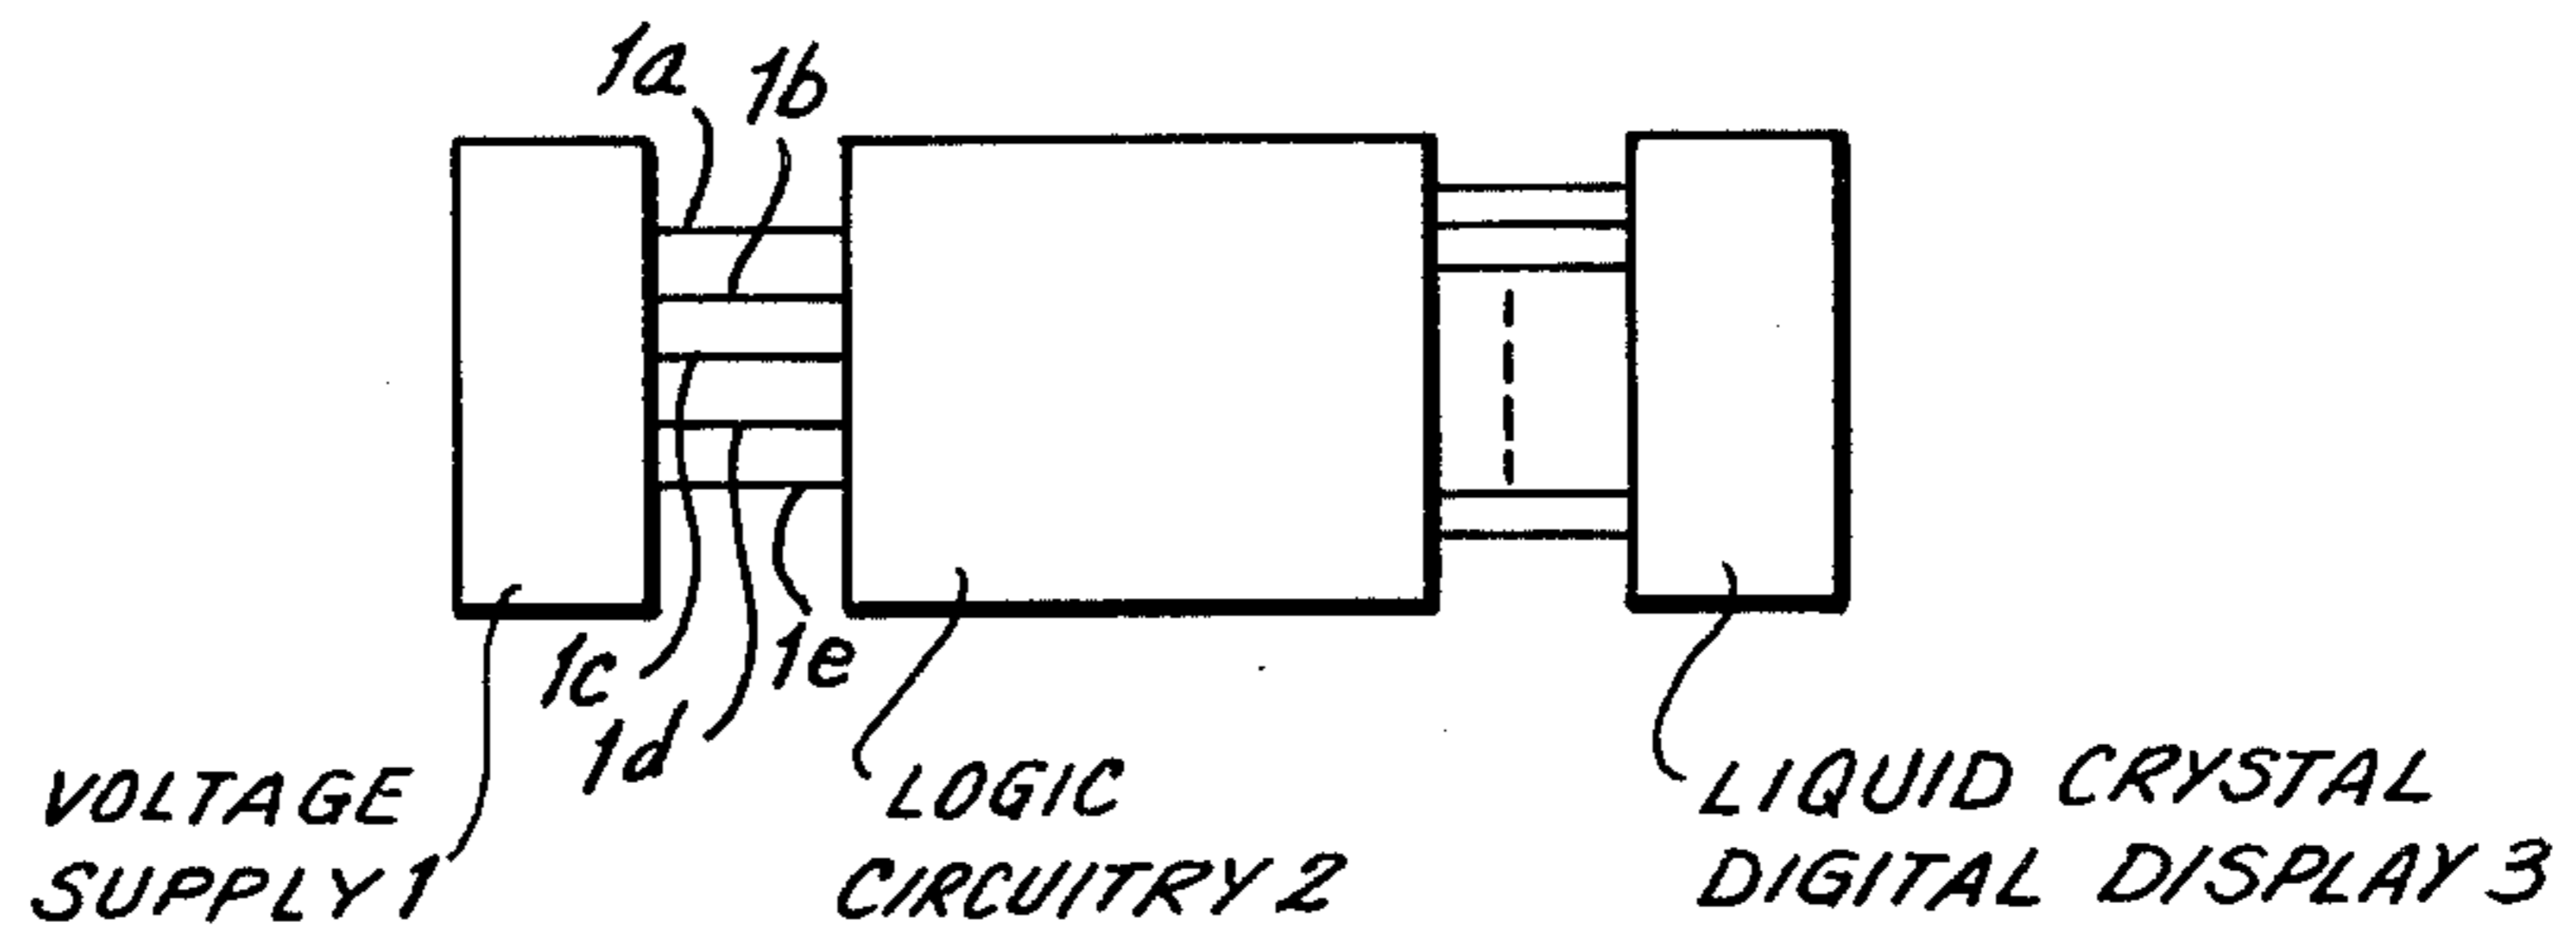 1a
1b
1c
1d
1e
VOLTAGE
SUPPLY 1
LOGIC
CIRCUITRY 2
LIQUID CRYSTAL
DIGITAL DISPLAY 3